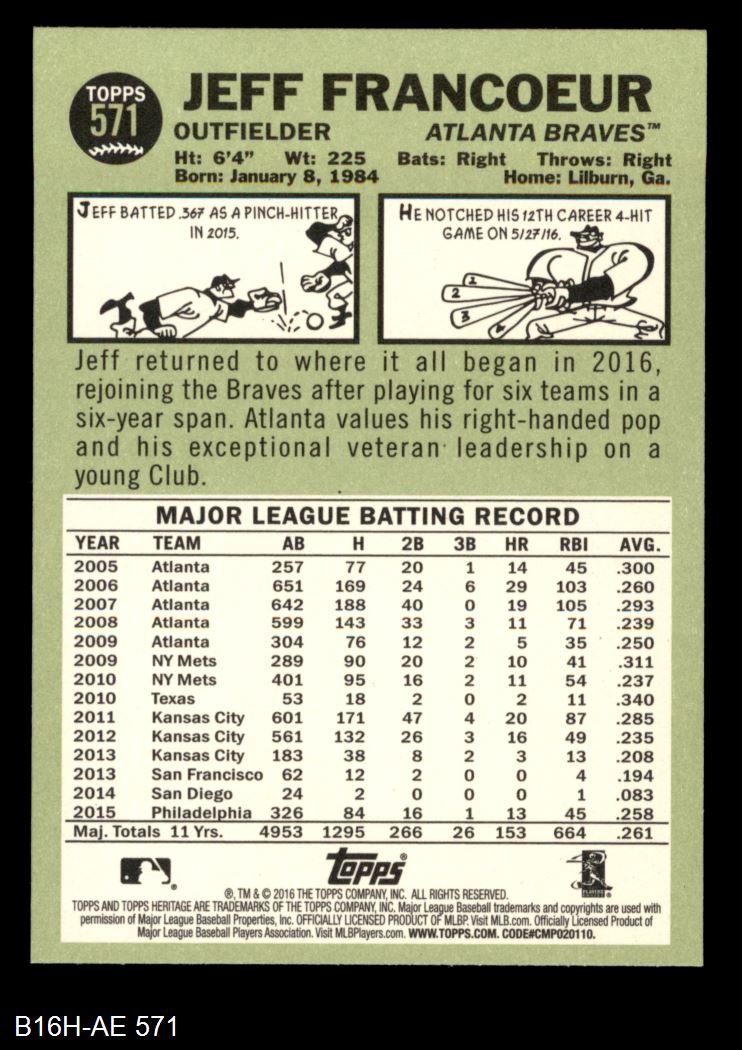 TOPPS
571
JEFF FRANCOEUR
OUTFIELDER ATLANTA BRAVES™
Ht: 6'4" Wt: 225 Bats: Right Throws: Right
Born: January 8, 1984 Home: Lilburn, Ga.
JEFF BATTED .367 AS A PINCH-HITTER
IN 2015.
HE NOTCHED HIS 12TH CAREER 4-HIT
GAME ON 5/27/16.
1
2
3
4
Jeff returned to where it all began in 2016,
rejoining the Braves after playing for six teams in a
six-year span. Atlanta values his right-handed pop
and his exceptional veteran leadership on a
young Club.
MAJOR LEAGUE BATTING RECORD
YEAR TEAM AB H 2B 3B HR RBI AVG.
2005 Atlanta 257 77 20 1 14 45 .300
2006 Atlanta 651 169 24 6 29 103 .260
2007 Atlanta 642 188 40 0 19 105 .293
2008 Atlanta 599 143 33 3 11 71 .239
2009 Atlanta 304 76 12 2 5 35 .250
2009 NY Mets 289 90 20 2 10 41 .311
2010 NY Mets 401 95 16 2 11 54 .237
2010 Texas 53 18 2 0 2 11 .340
2011 Kansas City 601 171 47 4 20 87 .285
2012 Kansas City 561 132 26 3 16 49 .235
2013 Kansas City 183 38 8 2 3 13 .208
2013 San Francisco 62 12 2 0 0 4 .194
2014 San Diego 24 2 0 0 0 1 .083
2015 Philadelphia 326 84 16 1 13 45 .258
Maj. Totals 11 Yrs. 4953 1295 266 26 153 664 .261
topps®
®, TM & © 2016 THE TOPPS COMPANY, INC. ALL RIGHTS RESERVED.
TOPPS AND TOPPS HERITAGE ARE TRADEMARKS OF THE TOPPS COMPANY, INC. Major League Baseball trademarks and copyrights are used with
permission of Major League Baseball Properties, Inc. OFFICIALLY LICENSED PRODUCT OF MLBP. Visit MLB.com. Officially Licensed Product of
Major League Baseball Players Association. Visit MLBPlayers.com. WWW.TOPPS.COM. CODE#CMP020110.
B16H-AE 571